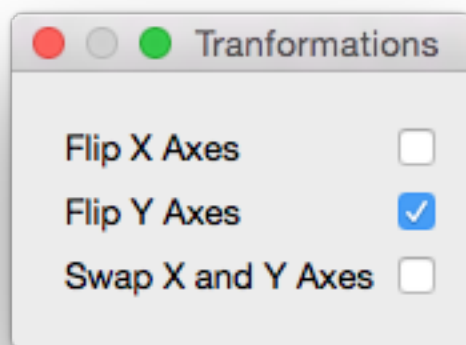 Tranformations
Flip X Axes
Flip Y Axes
Swap X and Y Axes